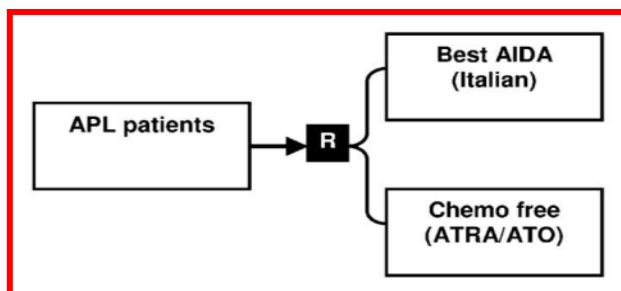 APL patients
R
Best AIDA
(Italian)
Chemo free
(ATRA/ATO)